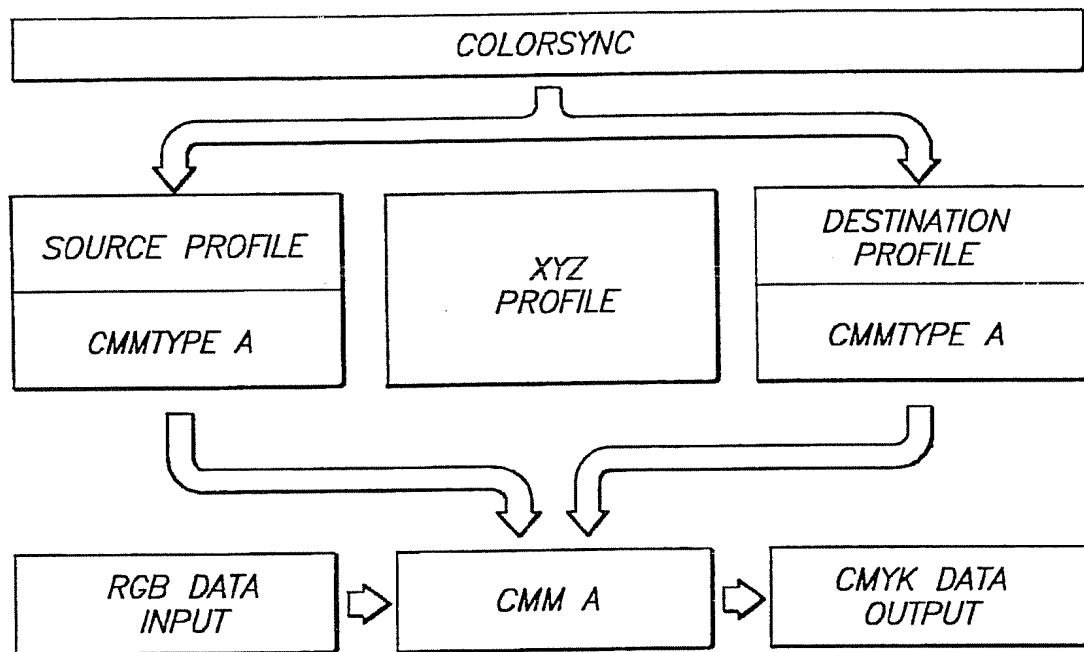 COLORSYNC
SOURCE PROFILE
CMMTYPE A
XYZ
PROFILE
DESTINATION
PROFILE
CMMTYPE A
RGB DATA
INPUT
CMM A
CMYK DATA
OUTPUT